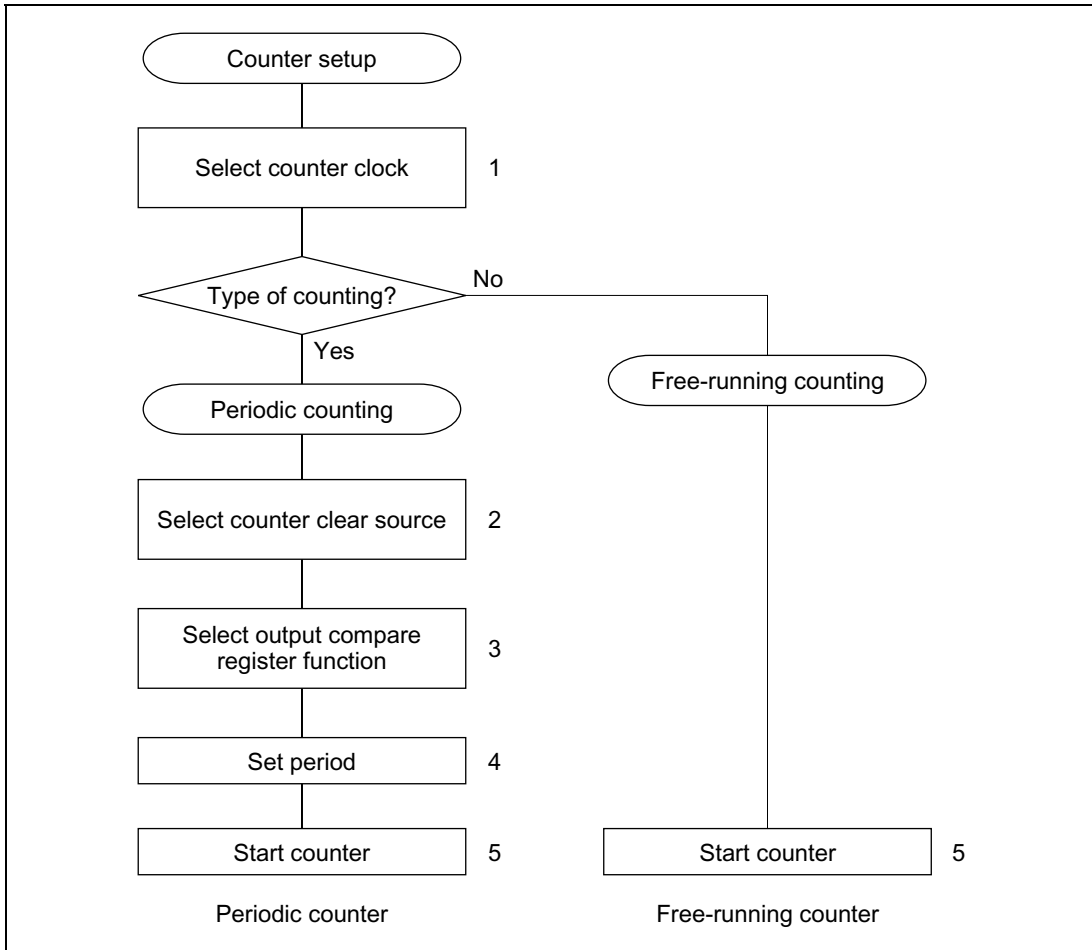 Counter setup
Select counter clock
1
Type of counting?
No
Yes
Periodic counting
Free-running counting
Select counter clear source
2
Select output compare
register function
3
Set period
4
Start counter
5
Start counter
5
Periodic counter
Free-running counter